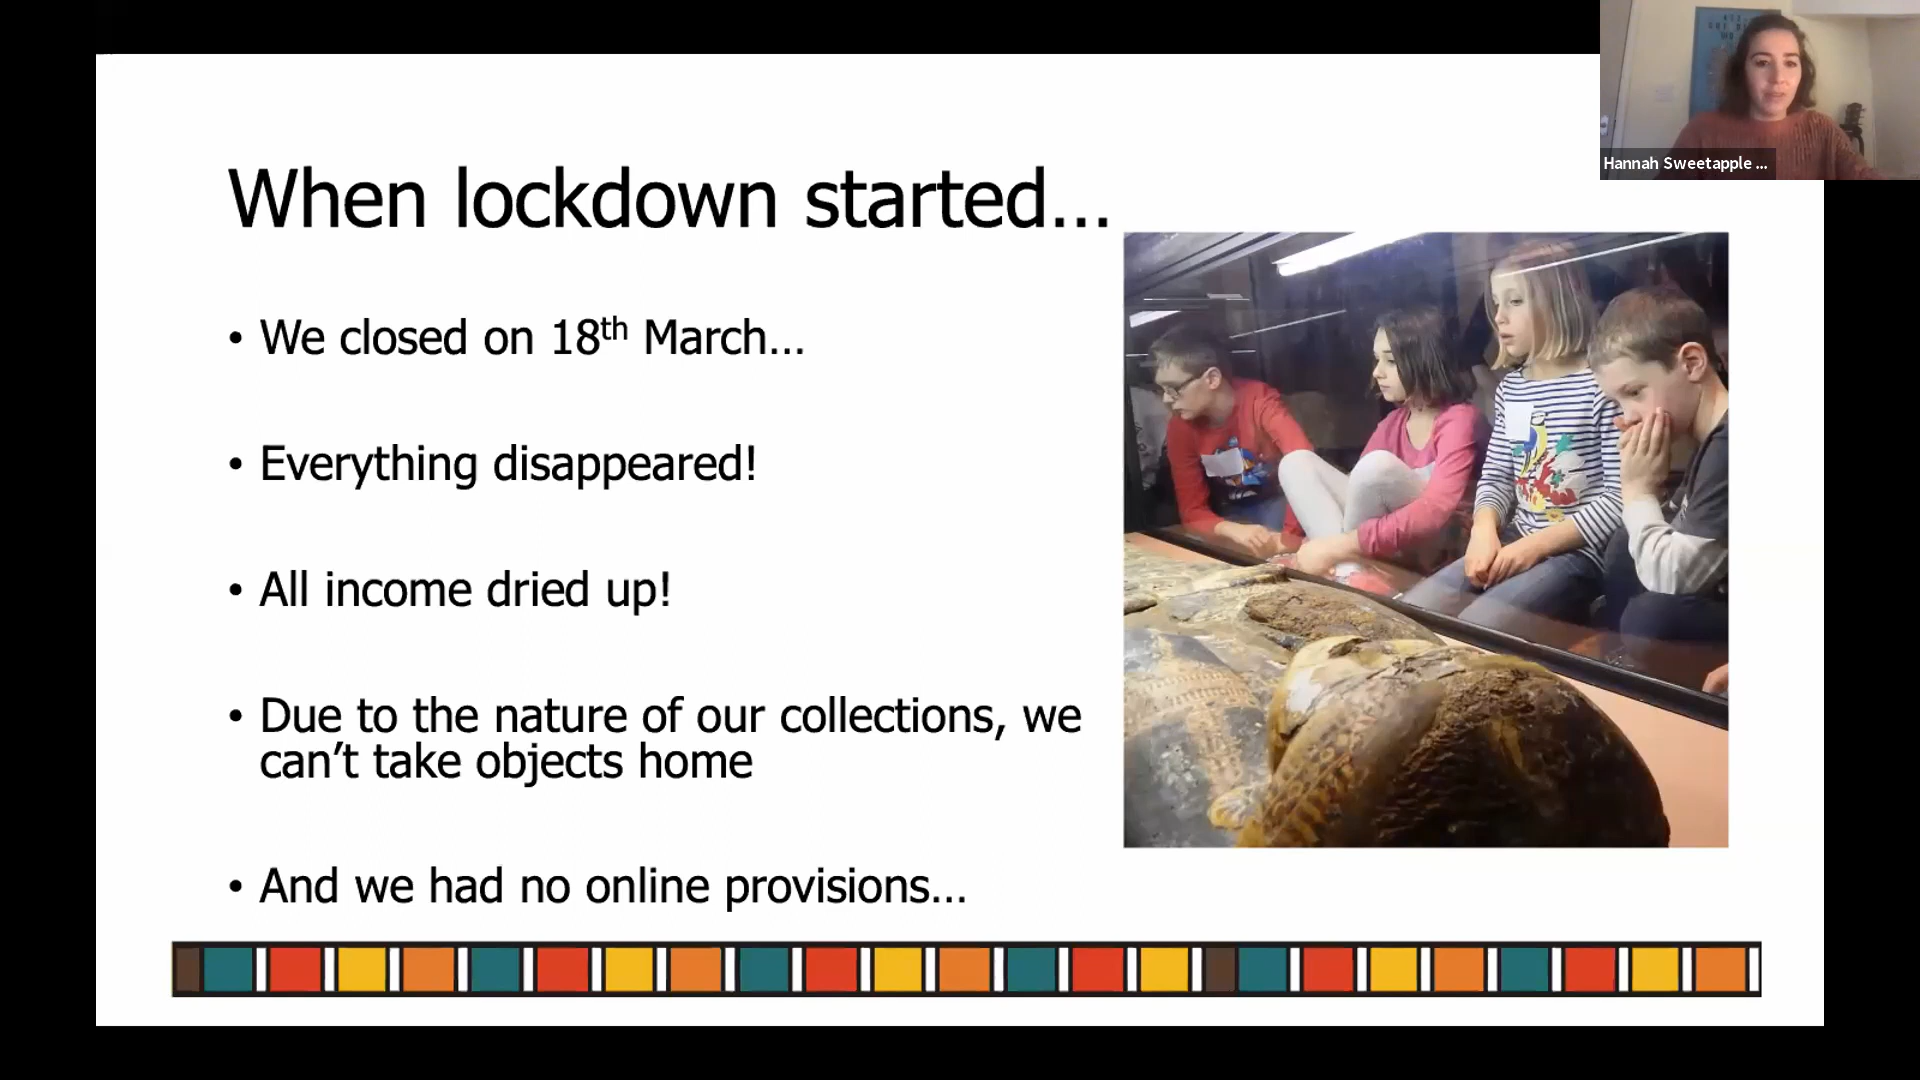 Hannah Sweetapple ...
When lockdown started...
• We closed on 18th March...
• Everything disappeared!
• All income dried up!
• Due to the nature of our collections, we
can’t take objects home
• And we had no online provisions...